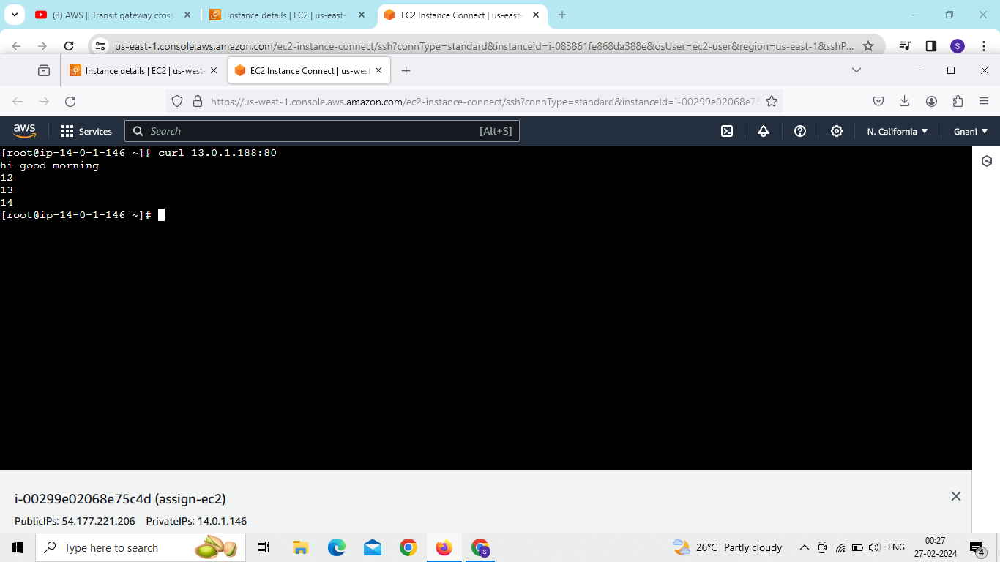 (3) AWS || Transit gateway cross
Instance details | EC2 | us-east-
EC2 Instance Connect | us-east-
us-east-1.console.aws.amazon.com/ec2-instance-connect/ssh?connType=standard&instanceId=i-083861fe868da388e&osUser=ec2-user&region=us-east-1&sshP...
S
Instance details | EC2 | us-west-
EC2 Instance Connect | us-west
https://us-west-1.console.aws.amazon.com/ec2-instance-connect/ssh?connType=standard&instanceId=i-00299e02068e75
aws
Services
Search
[Alt+S]
N. California
Gnani
[root@ip-14-0-1-146 ~]# curl 13.0.1.188:80
hi good morning
12
13
14
[root@ip-14-0-1-146 ~]#
i-00299e02068e75c4d (assign-ec2)
PublicIPs: 54.177.221.206 PrivateIPs: 14.0.1.146
Type here to search
S
26°C Partly cloudy
ENG
00:27
27-02-2024
4